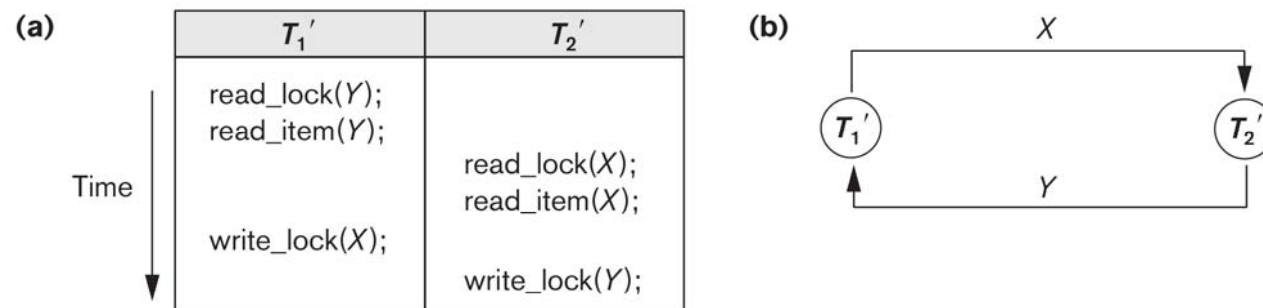 (a)
T₁′ T₂′
read_lock(Y);
read_item(Y);
read_lock(X);
Time
read_item(X);
write_lock(X);
write_lock(Y);
(b)
X
T₁′ T₂′
Y